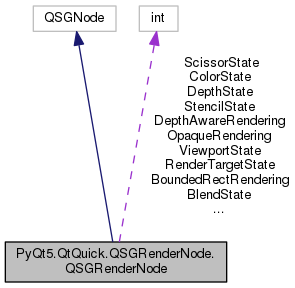 QSGNode
int
ScissorState
ColorState
DepthState
StencilState
DepthAwareRendering
OpaqueRendering
ViewportState
RenderTargetState
BoundedRectRendering
BlendState
...
PyQt5.QtQuick.QSGRenderNode.
QSGRenderNode